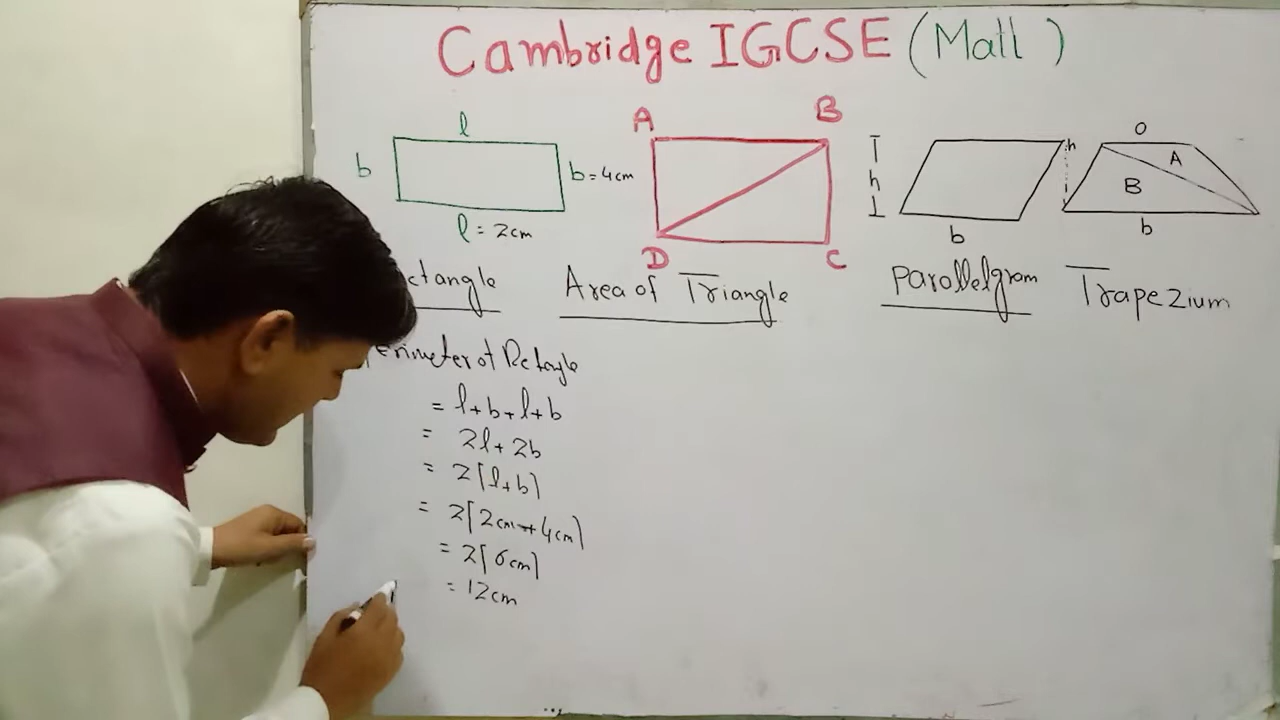 Cambridge IGCSE (Math)
l
b
b = 4cm
l = 2cm
A
B
D
C
h
b
h
O
A
B
b
ctangle
Area of Triangle
Parallelgram
Trapezium
erimeter of Rctangle
= l+b+l+b
= 2l+2b
= 2[l+b]
= 2[2cm+4cm]
= 2[6cm]
= 12cm